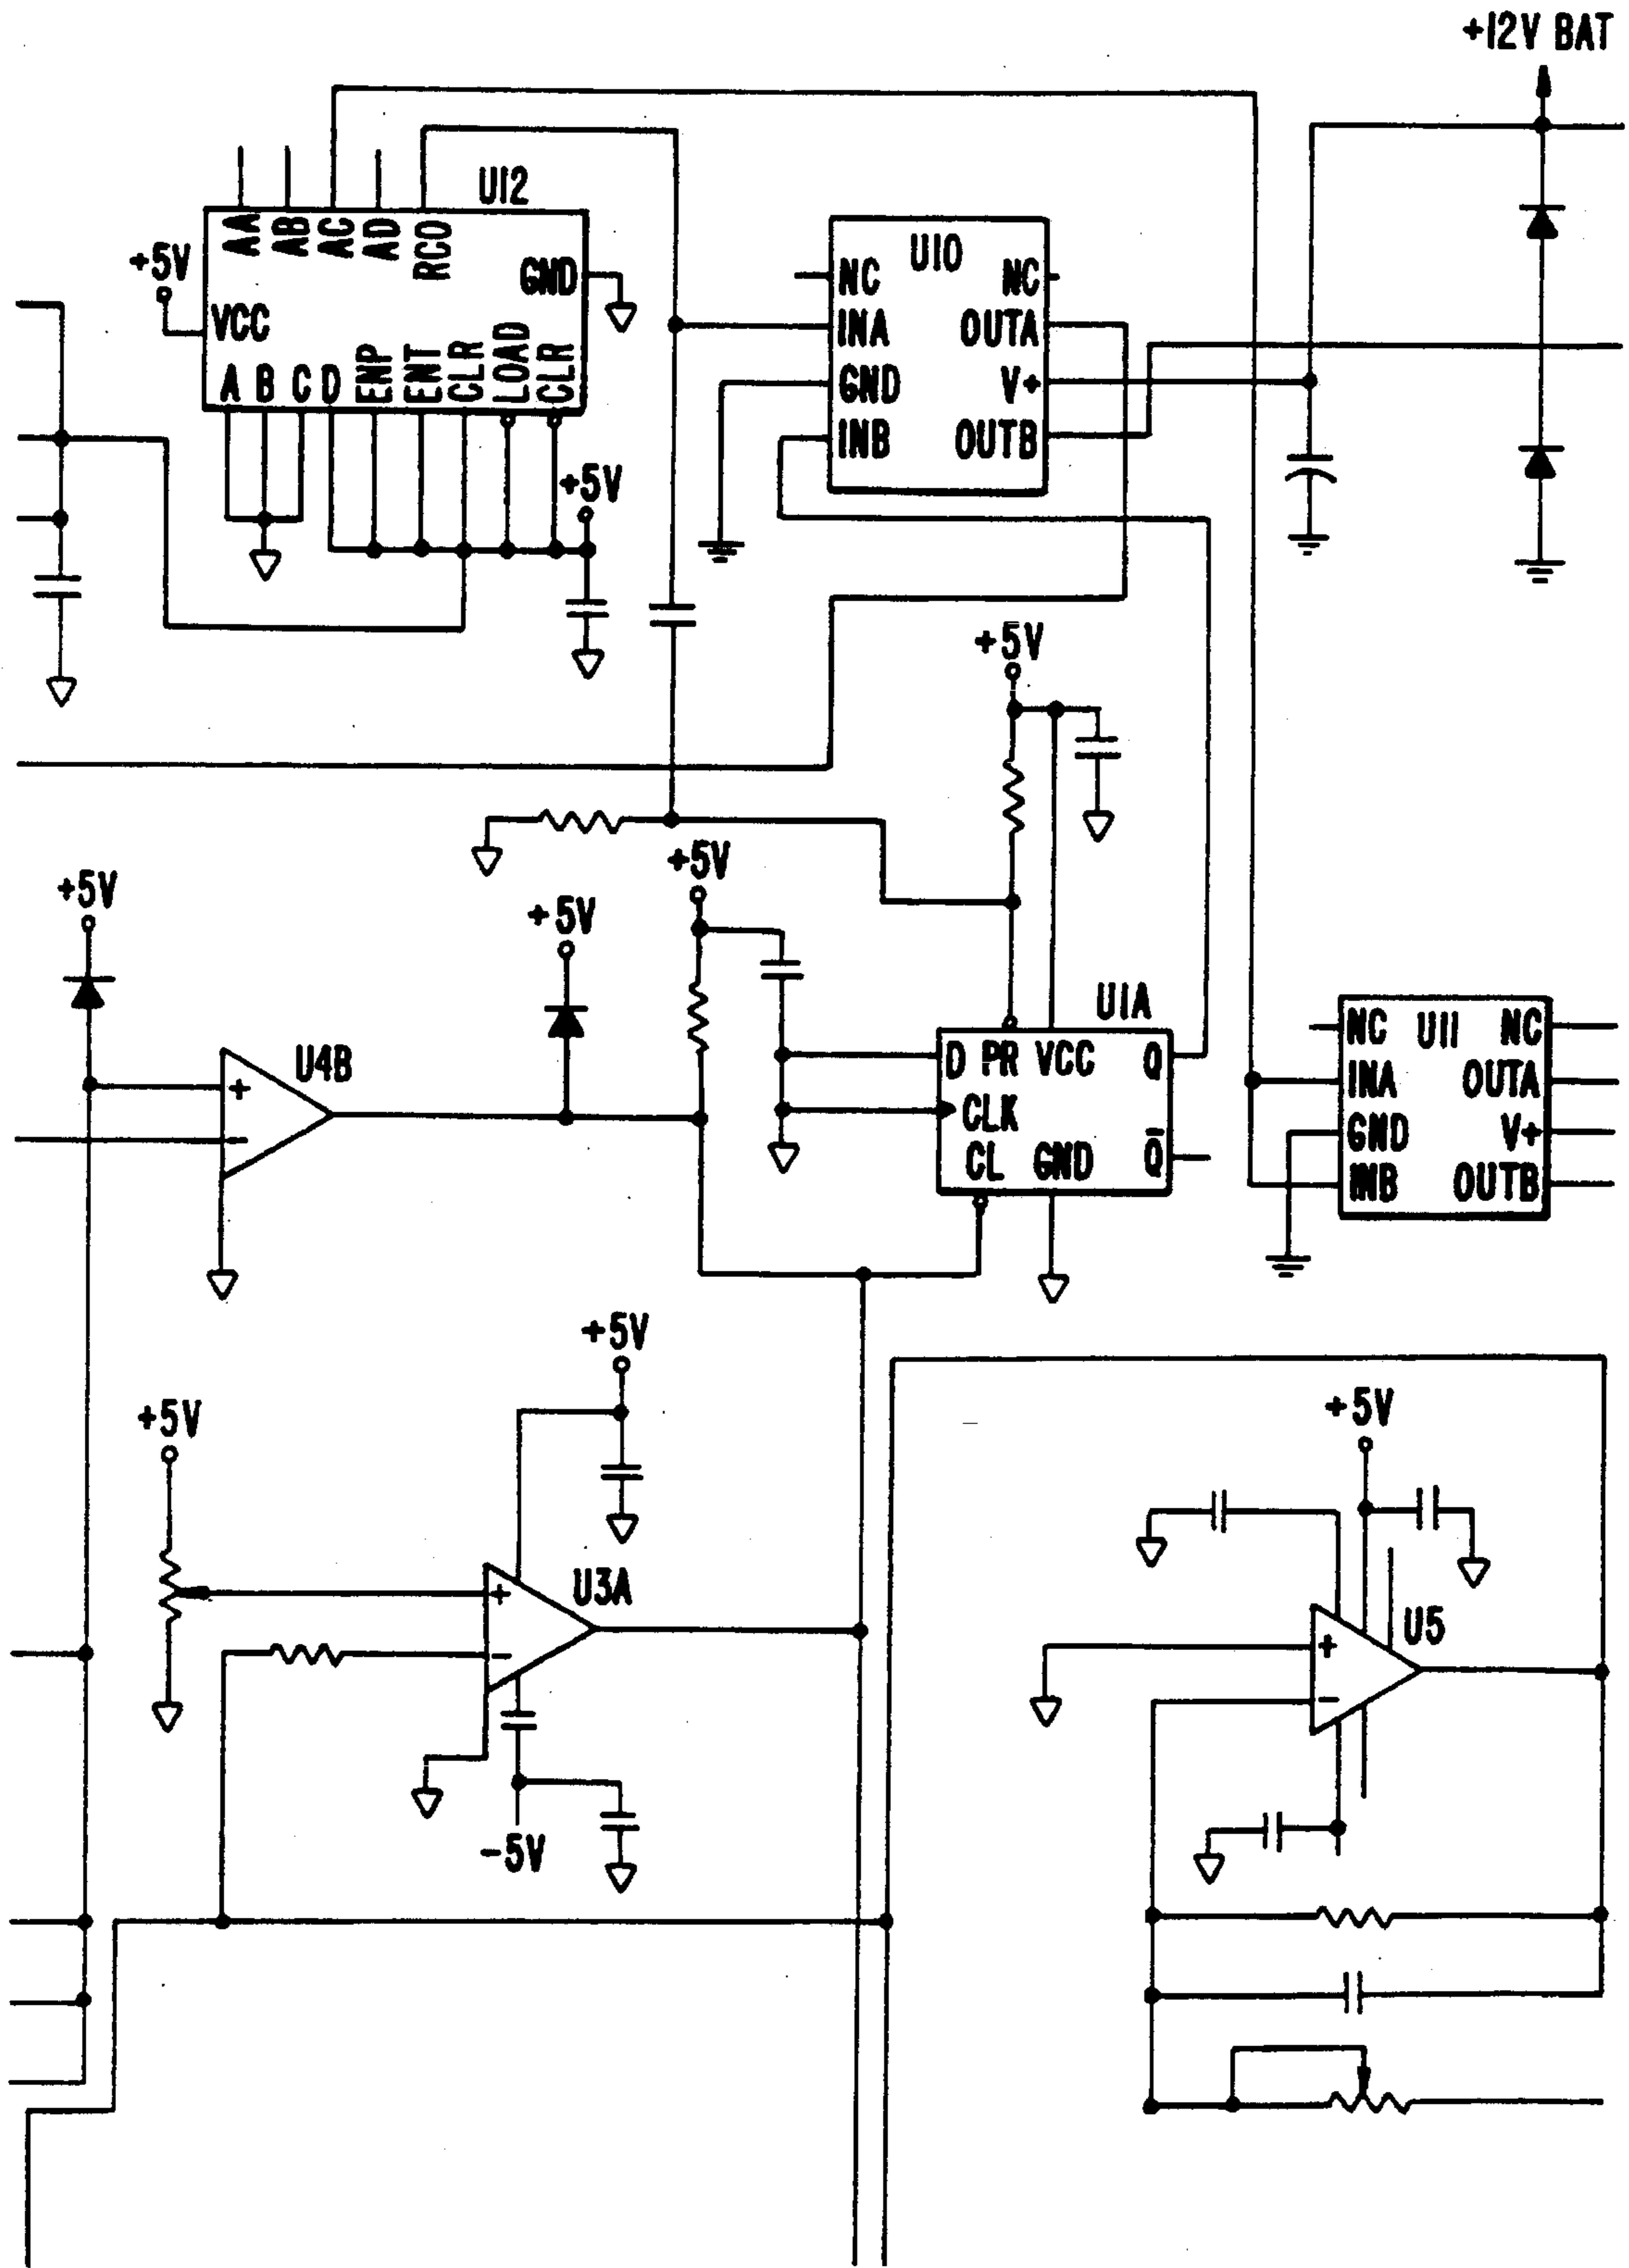 +12V BAT
U12
AA AB AC AD RCO
+5V
GND
VCC
A B C D ENP ENT CLR LOAD CLR
+5V
U10
NC NC
INA OUTA
GND V+
INB OUTB
+5V
+5V
+5V
+5V
U4B
U1A
D PR VCC Q
CLK
CL GND Q̅
NC U11 NC
INA OUTA
GND V+
INB OUTB
+
-
+5V
+5V
+
-
U3A
-5V
+5V
U5
+
-